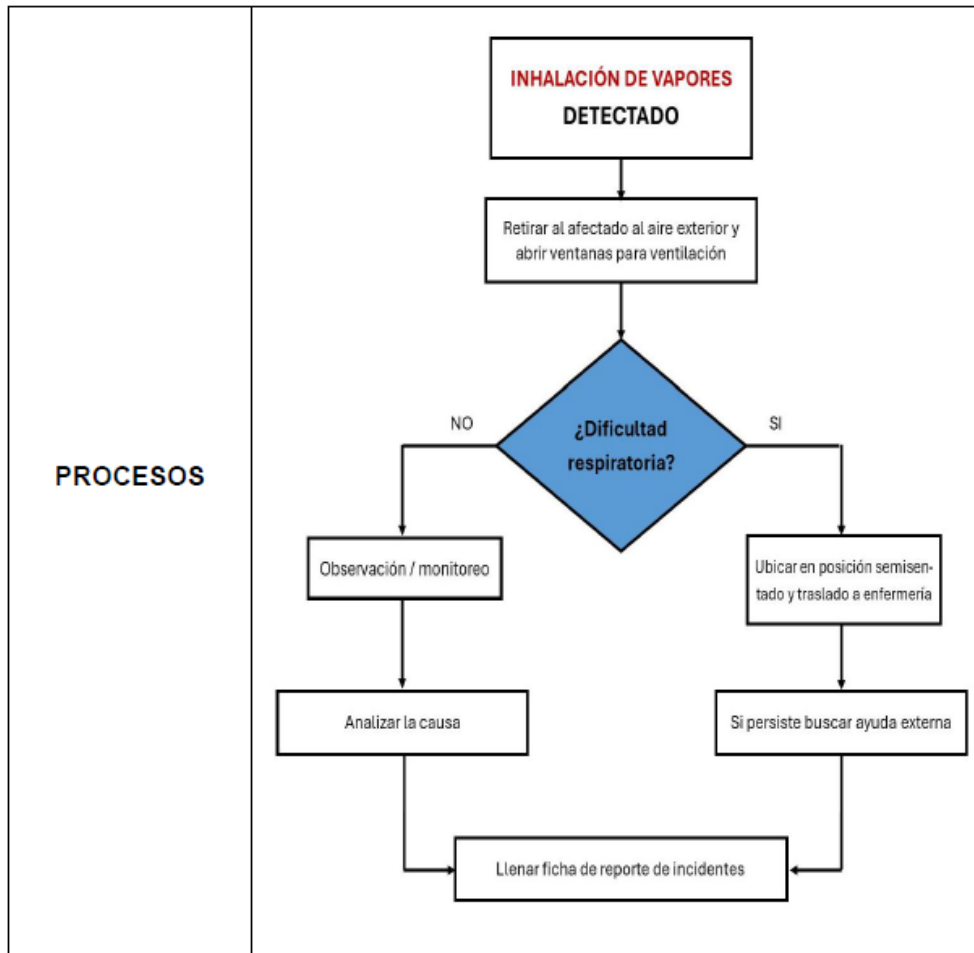 PROCESOS
INHALACIÓN DE VAPORES
DETECTADO
Retirar al afectado al aire exterior y
abrir ventanas para ventilación
¿Dificultad
respiratoria?
NO
SI
Observación / monitoreo
Ubicar en posición semisen-
tado y traslado a enfermería
Analizar la causa
Si persiste buscar ayuda externa
Llenar ficha de reporte de incidentes